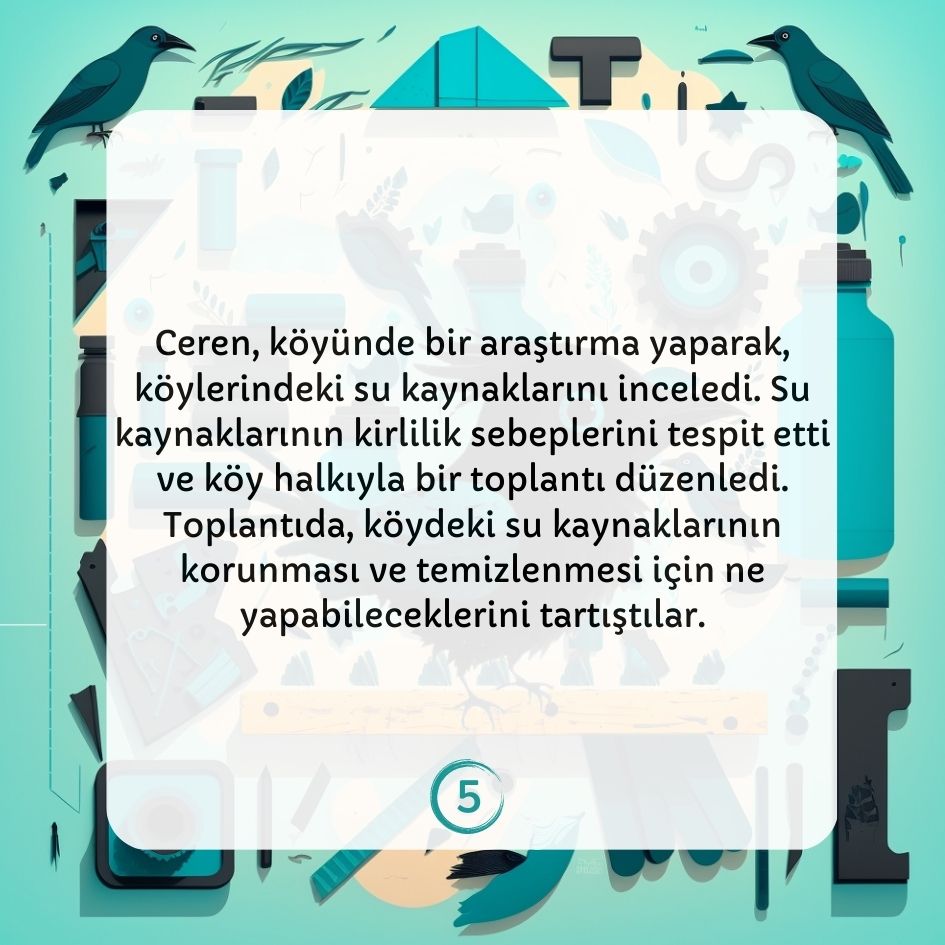 Ceren, köyünde bir araştırma yaparak,
köylerindeki su kaynaklarını inceledi. Su
kaynaklarının kirlilik sebeplerini tespit etti
ve köy halkıyla bir toplantı düzenledi.
Toplantıda, köydeki su kaynaklarının
korunması ve temizlenmesi için ne
yapabileceklerini tartıştılar.
5